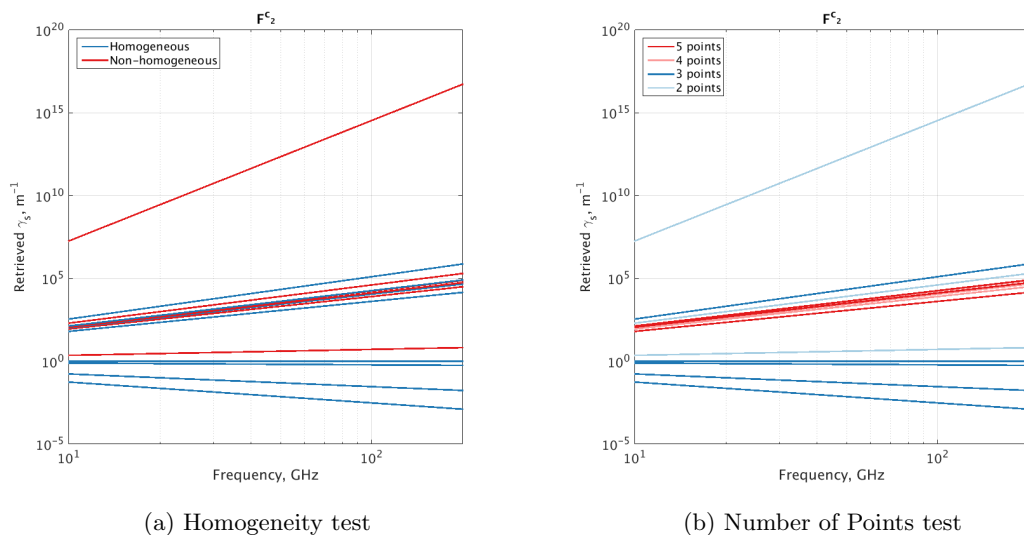 F^c_2
10^20
10^15
10^10
10^5
10^0
10^-5
Retrieved γ_s, m^-1
Homogeneous
Non-homogeneous
10^1
10^2
Frequency, GHz
(a) Homogeneity test
F^c_2
10^20
10^15
10^10
10^5
10^0
10^-5
Retrieved γ_s, m^-1
5 points
4 points
3 points
2 points
10^1
10^2
Frequency, GHz
(b) Number of Points test